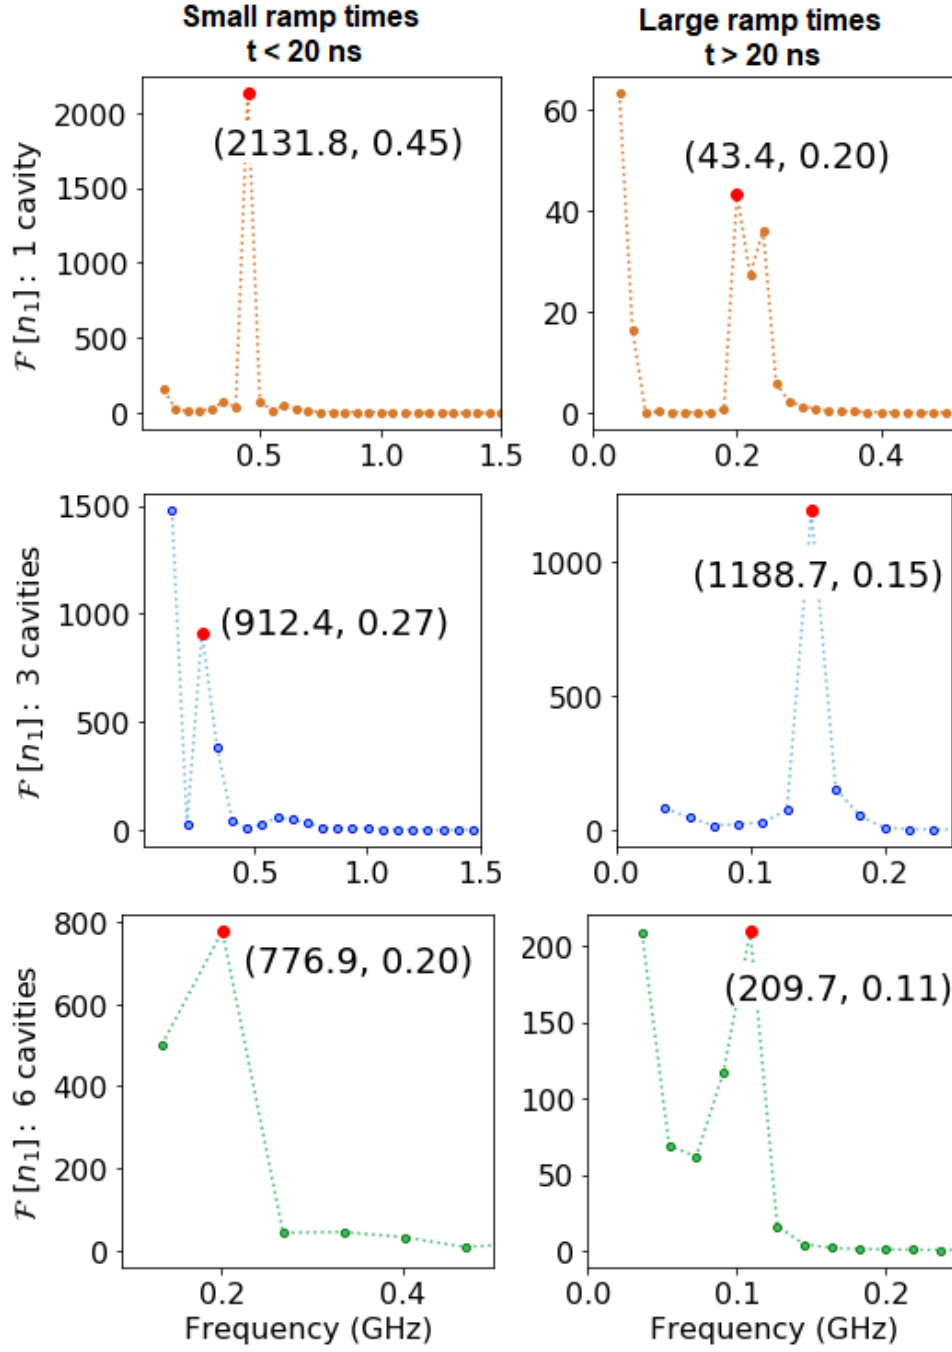 Small ramp times
t < 20 ns
Large ramp times
t > 20 ns
2000
1500
1000
500
0
(2131.8, 0.45)
0.5 1.0 1.5
ℱ[n₁]: 1 cavity
60
40
20
0
(43.4, 0.20)
0.0 0.2 0.4
1500
1000
500
0
(912.4, 0.27)
0.5 1.0 1.5
ℱ[n₁]: 3 cavities
1000
500
0
(1188.7, 0.15)
0.0 0.1 0.2
800
600
400
200
0
(776.9, 0.20)
0.2 0.4
Frequency (GHz)
ℱ[n₁]: 6 cavities
200
150
100
50
0
(209.7, 0.11)
0.0 0.1 0.2
Frequency (GHz)